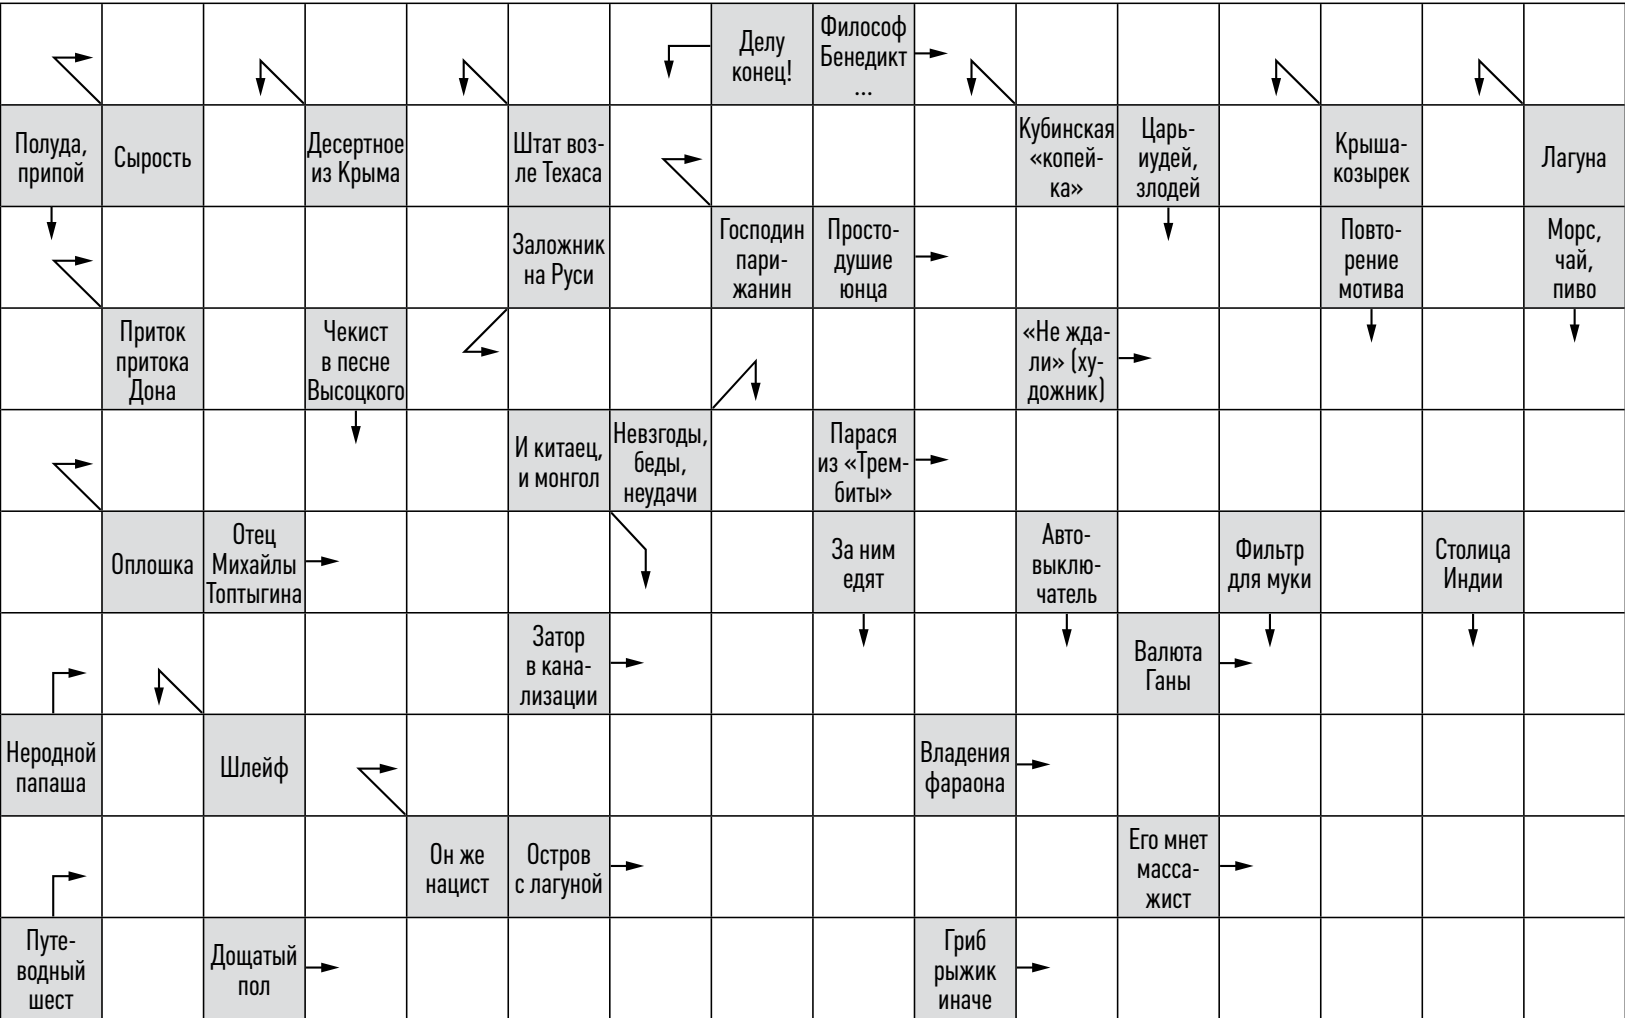 Делу
конец!
Философ
Бенедикт
...
Полуда,
припой
Сырость
Десертное
из Крыма
Штат воз-
ле Техаса
Кубинская
«копей-
ка»
Царь-
иудей,
злодей
Крыша-
козырек
Лагуна
Заложник
на Руси
Господин
пари-
жанин
Просто-
душие
юнца
Повто-
рение
мотива
Морс,
чай,
пиво
Приток
притока
Дона
Чекист
в песне
Высоцкого
«Не жда-
ли» (ху-
дожник)
И китаец,
и монгол
Невзгоды,
беды,
неудачи
Парася
из «Трем-
биты»
Оплошка
Отец
Михайлы
Топтыгина
За ним
едят
Авто-
выклю-
чатель
Фильтр
для муки
Столица
Индии
Затор
в кана-
лизации
Валюта
Ганы
Неродной
папаша
Шлейф
Владения
фараона
Он же
нацист
Остров
с лагуной
Его мнет
масса-
жист
Путе-
водный
шест
Дощатый
пол
Гриб
рыжик
иначе